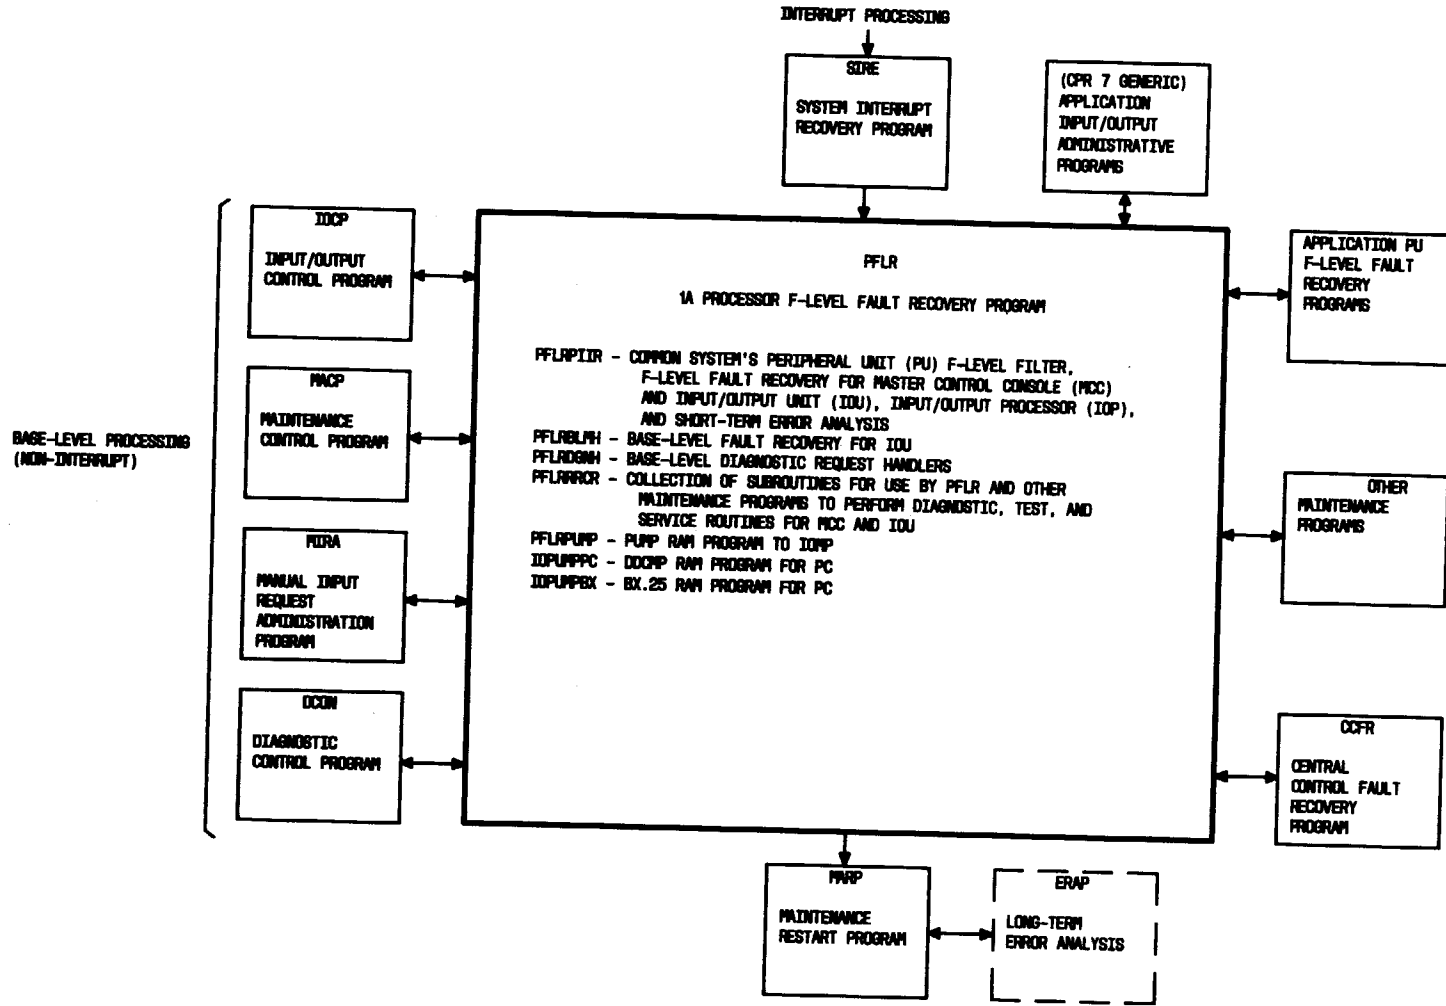 INTERRUPT PROCESSING
SIRE
SYSTEM INTERRUPT
RECOVERY PROGRAM
(CPR 7 GENERIC)
APPLICATION
INPUT/OUTPUT
ADMINISTRATIVE
PROGRAMS
BASE-LEVEL PROCESSING
(NON-INTERRUPT)
IOCP
INPUT/OUTPUT
CONTROL PROGRAM
MACP
MAINTENANCE
CONTROL PROGRAM
MIRA
MANUAL INPUT
REQUEST
ADMINISTRATION
PROGRAM
DCON
DIAGNOSTIC
CONTROL PROGRAM
PFLR
1A PROCESSOR F-LEVEL FAULT RECOVERY PROGRAM
PFLRPIIR - COMMON SYSTEM'S PERIPHERAL UNIT (PU) F-LEVEL FILTER,
F-LEVEL FAULT RECOVERY FOR MASTER CONTROL CONSOLE (MCC)
AND INPUT/OUTPUT UNIT (IOU), INPUT/OUTPUT PROCESSOR (IOP),
AND SHORT-TERM ERROR ANALYSIS
PFLRBLMH - BASE-LEVEL FAULT RECOVERY FOR IOU
PFLRDGNH - BASE-LEVEL DIAGNOSTIC REQUEST HANDLERS
PFLRRRCR - COLLECTION OF SUBROUTINES FOR USE BY PFLR AND OTHER
MAINTENANCE PROGRAMS TO PERFORM DIAGNOSTIC, TEST, AND
SERVICE ROUTINES FOR MCC AND IOU
PFLRPUMP - PUMP RAM PROGRAM TO IOMP
IOPUMPPC - DDCMP RAM PROGRAM FOR PC
IOPUMPBX - BX.25 RAM PROGRAM FOR PC
APPLICATION PU
F-LEVEL FAULT
RECOVERY
PROGRAMS
OTHER
MAINTENANCE
PROGRAMS
CCFR
CENTRAL
CONTROL FAULT
RECOVERY
PROGRAM
MARP
MAINTENANCE
RESTART PROGRAM
ERAP
LONG-TERM
ERROR ANALYSIS